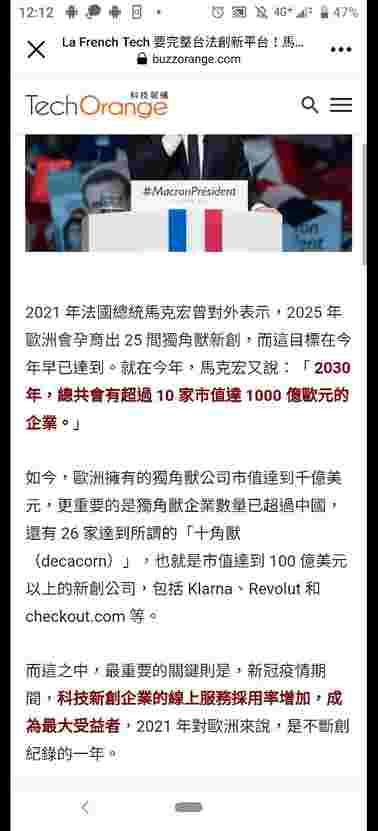 12:12
4G+
47%
La French Tech 要完整台法創新平台！馬...
buzzorange.com
科技報橘
TechOrange
#MacronPrésident
2021 年法國總統馬克宏曾對外表示，2025 年
歐洲會孕育出 25 間獨角獸新創，而這目標在今
年早已達到。就在今年，馬克宏又說：「 2030
年，總共會有超過 10 家市值達 1000 億歐元的
企業。」
如今，歐洲擁有的獨角獸公司市值達到千億美
元，更重要的是獨角獸企業數量已超過中國，
還有 26 家達到所謂的「十角獸
（decacorn）」，也就是市值達到 100 億美元
以上的新創公司，包括 Klarna、Revolut 和
checkout.com 等。
而這之中，最重要的關鍵則是，新冠疫情期
間，科技新創企業的線上服務採用率增加，成
為最大受益者，2021 年對歐洲來說，是不斷創
紀錄的一年。